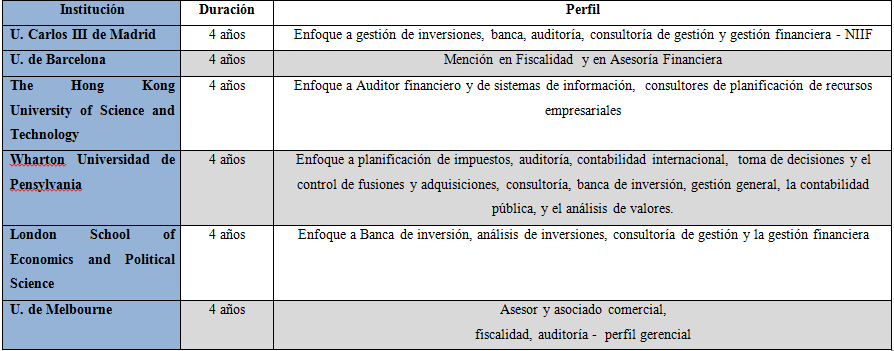 Institución Duración Perfil
U. Carlos III de Madrid 4 años Enfoque a gestión de inversiones, banca, auditoría, consultoría de gestión y gestión financiera - NIIF
U. de Barcelona 4 años Mención en Fiscalidad y en Asesoría Financiera
The Hong Kong 4 años Enfoque a Auditor financiero y de sistemas de información, consultores de planificación de recursos
University of Science and empresariales
Technology
Wharton Universidad de 4 años Enfoque a planificación de impuestos, auditoría, contabilidad internacional, toma de decisiones y el
Pensylvania control de fusiones y adquisiciones, consultoría, banca de inversión, gestión general, la contabilidad
pública, y el análisis de valores.
London School of 4 años Enfoque a Banca de inversión, análisis de inversiones, consultoría de gestión y la gestión financiera
Economics and Political
Science
U. de Melbourne 4 años Asesor y asociado comercial,
fiscalidad, auditoría - perfil gerencial